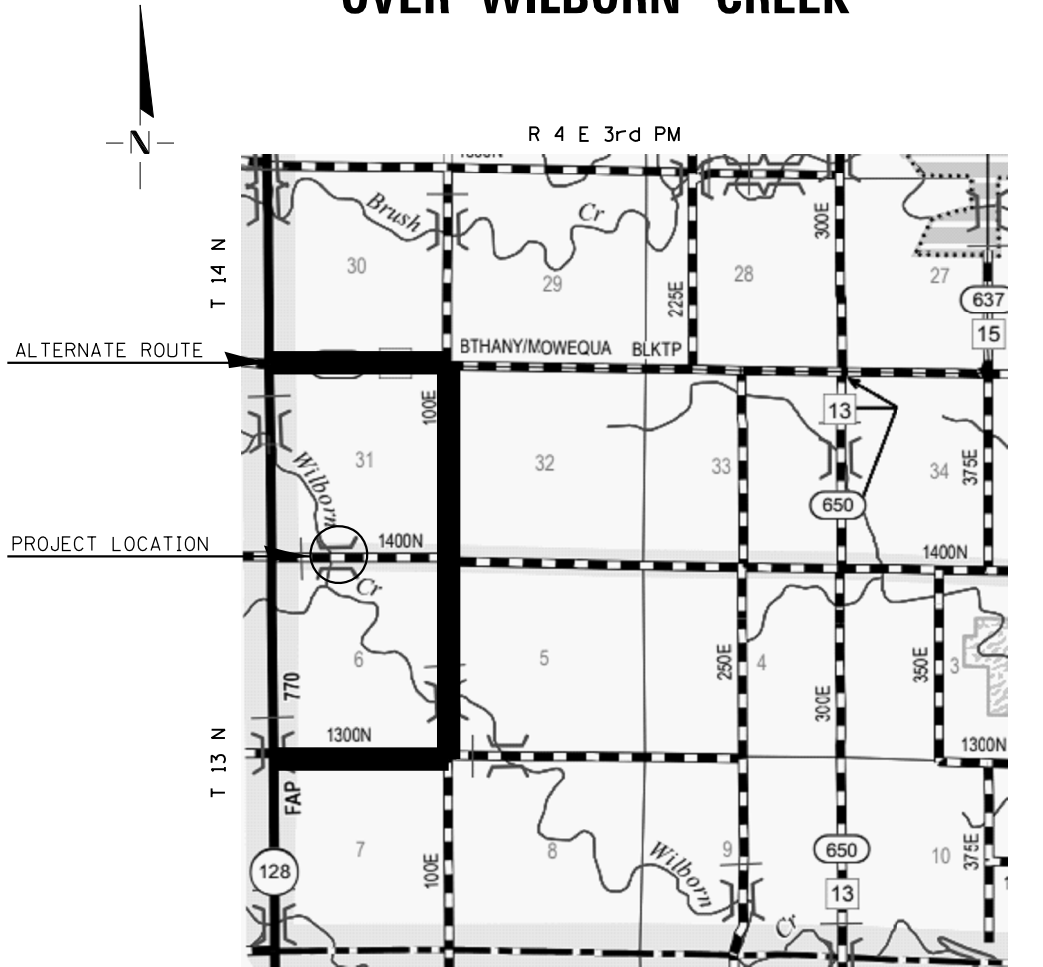 OVER WILBORN CREEK
N
R 4 E 3rd PM
T 14 N
Brush
Cr
300E
30
29
28
27
225E
637
15
ALTERNATE ROUTE
BTHANY/MOWEQUA BLKTP
100E
13
31
32
33
34
375E
Wilborn
650
PROJECT LOCATION
1400N
1400N
Cr
6
5
250E
4
350E
3
770
300E
1300N
1300N
T 13 N
FAP
7
8
9
10
100E
650
375E
128
Wilborn
13
Cr